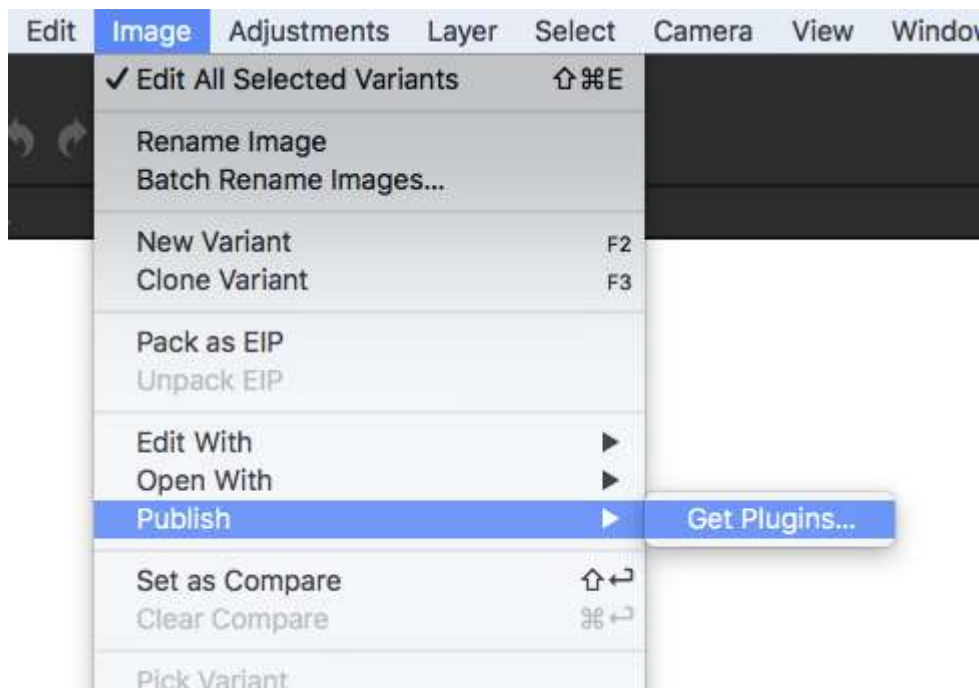 Edit Image Adjustments Layer Select Camera View Window
✓ Edit All Selected Variants ⇧⌘E
Rename Image
Batch Rename Images...
New Variant F2
Clone Variant F3
Pack as EIP
Unpack EIP
Edit With ▶
Open With ▶
Publish ▶ Get Plugins...
Set as Compare ⇧↩
Clear Compare ⌘↩
Pick Variant